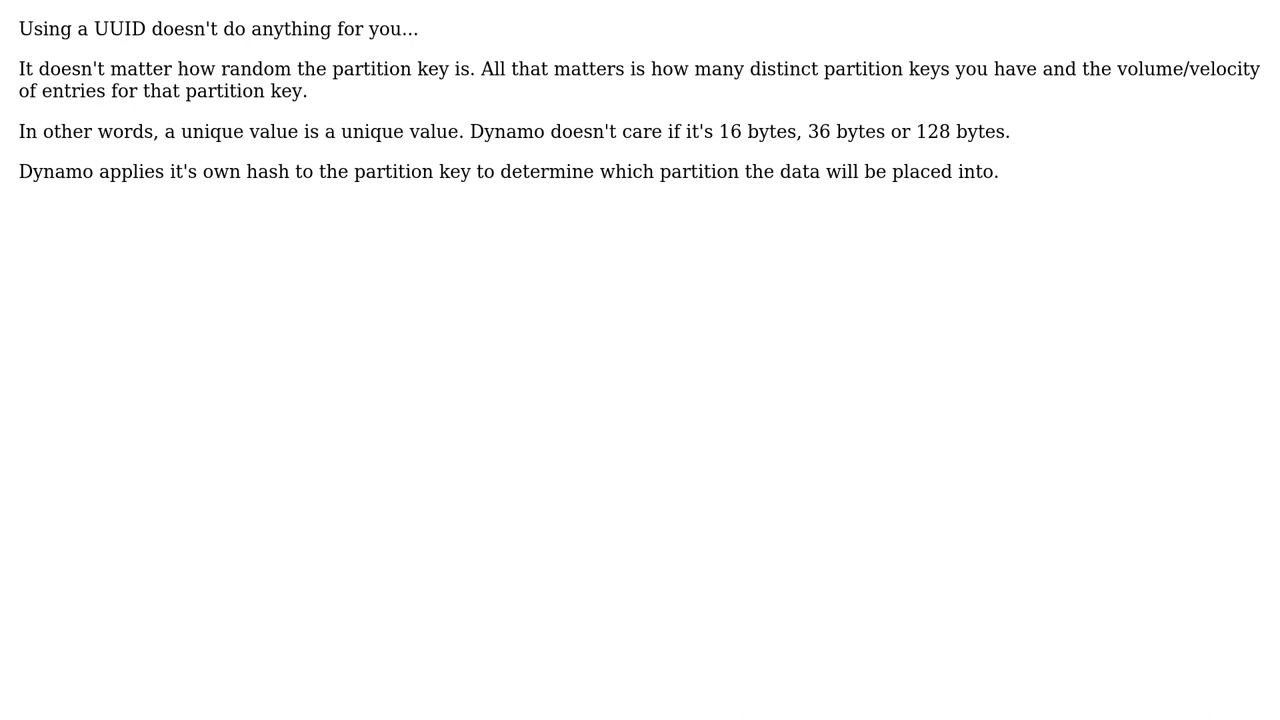 Using a UUID doesn't do anything for you...
It doesn't matter how random the partition key is. All that matters is how many distinct partition keys you have and the volume/velocity
of entries for that partition key.
In other words, a unique value is a unique value. Dynamo doesn't care if it's 16 bytes, 36 bytes or 128 bytes.
Dynamo applies it's own hash to the partition key to determine which partition the data will be placed into.